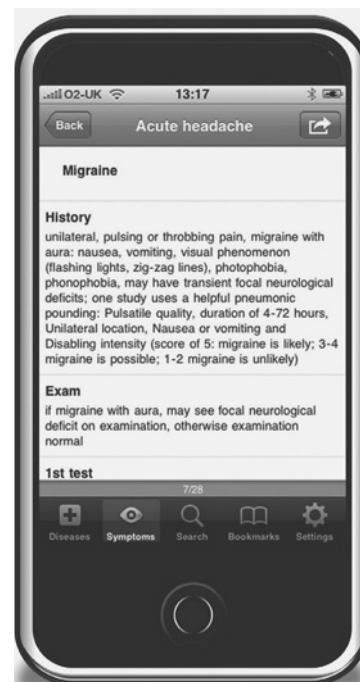 O2-UK 13:17
Back Acute headache
Migraine
History
unilateral, pulsing or throbbing pain, migraine with
aura: nausea, vomiting, visual phenomenon
(flashing lights, zig-zag lines), photophobia,
phonophobia, may have transient focal neurological
deficits; one study uses a helpful pneumonic
pounding: Pulsatile quality, duration of 4-72 hours,
Unilateral location, Nausea or vomiting and
Disabling intensity (score of 5: migraine is likely; 3-4
migraine is possible; 1-2 migraine is unlikely)
Exam
if migraine with aura, may see focal neurological
deficit on examination, otherwise examination
normal
1st test
7/28
Diseases Symptoms Search Bookmarks Settings